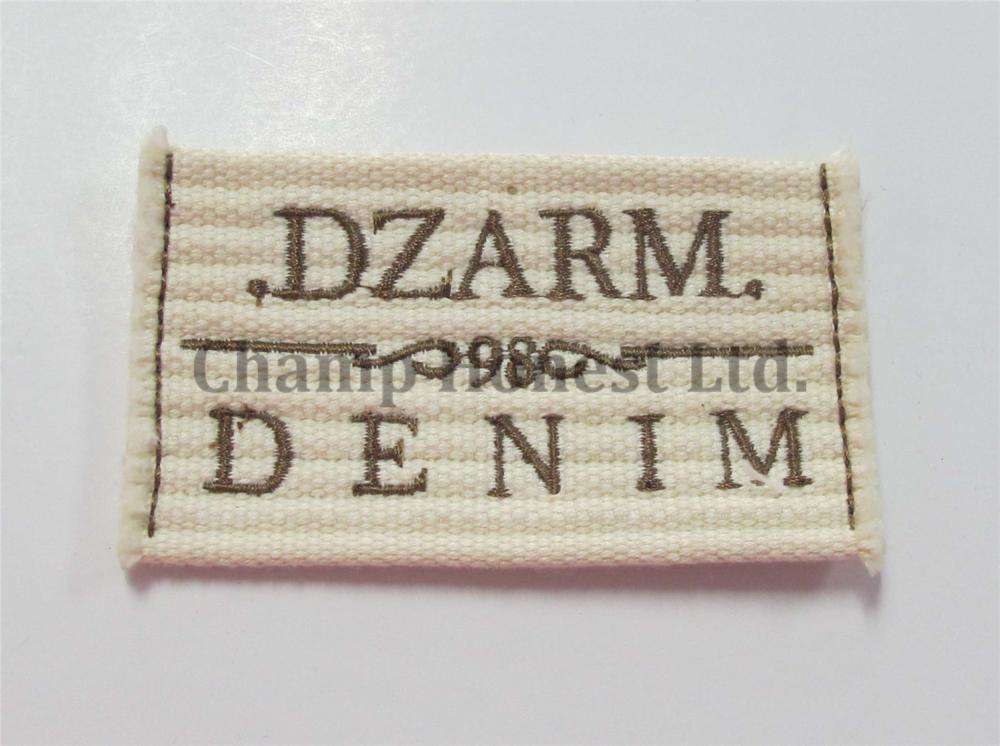 .DZARM.
98
Champ Honest Ltd.
DENIM